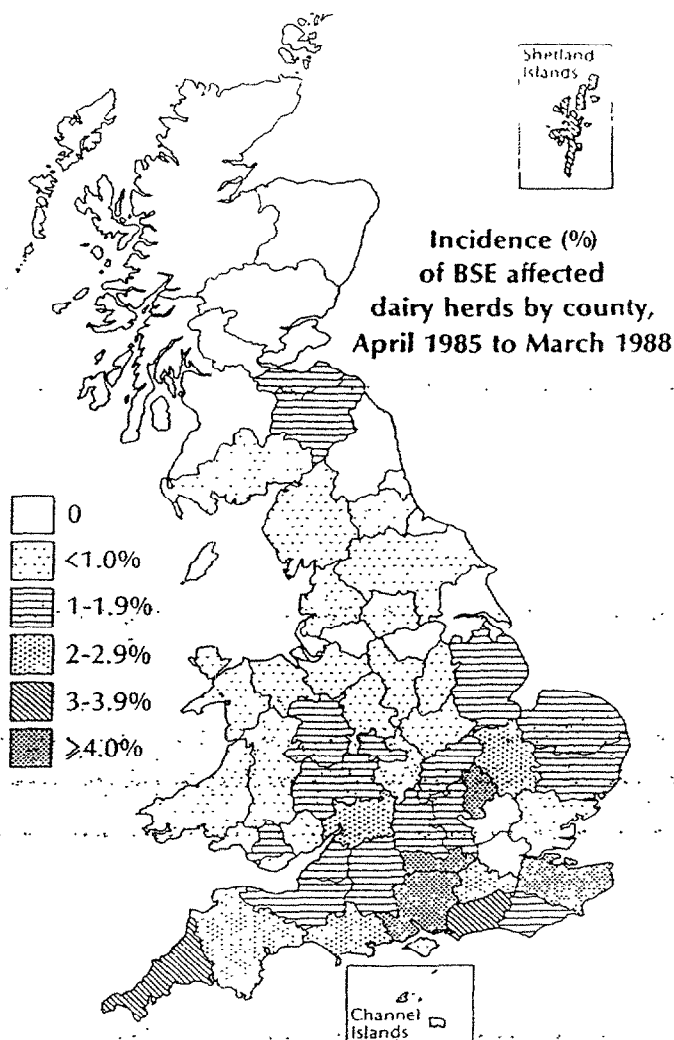 Shetland
Islands
Incidence (%)
of BSE affected
dairy herds by county,
April 1985 to March 1988
0
<1.0%
1-1.9%
2-2.9%
3-3.9%
≥4.0%
Channel
Islands